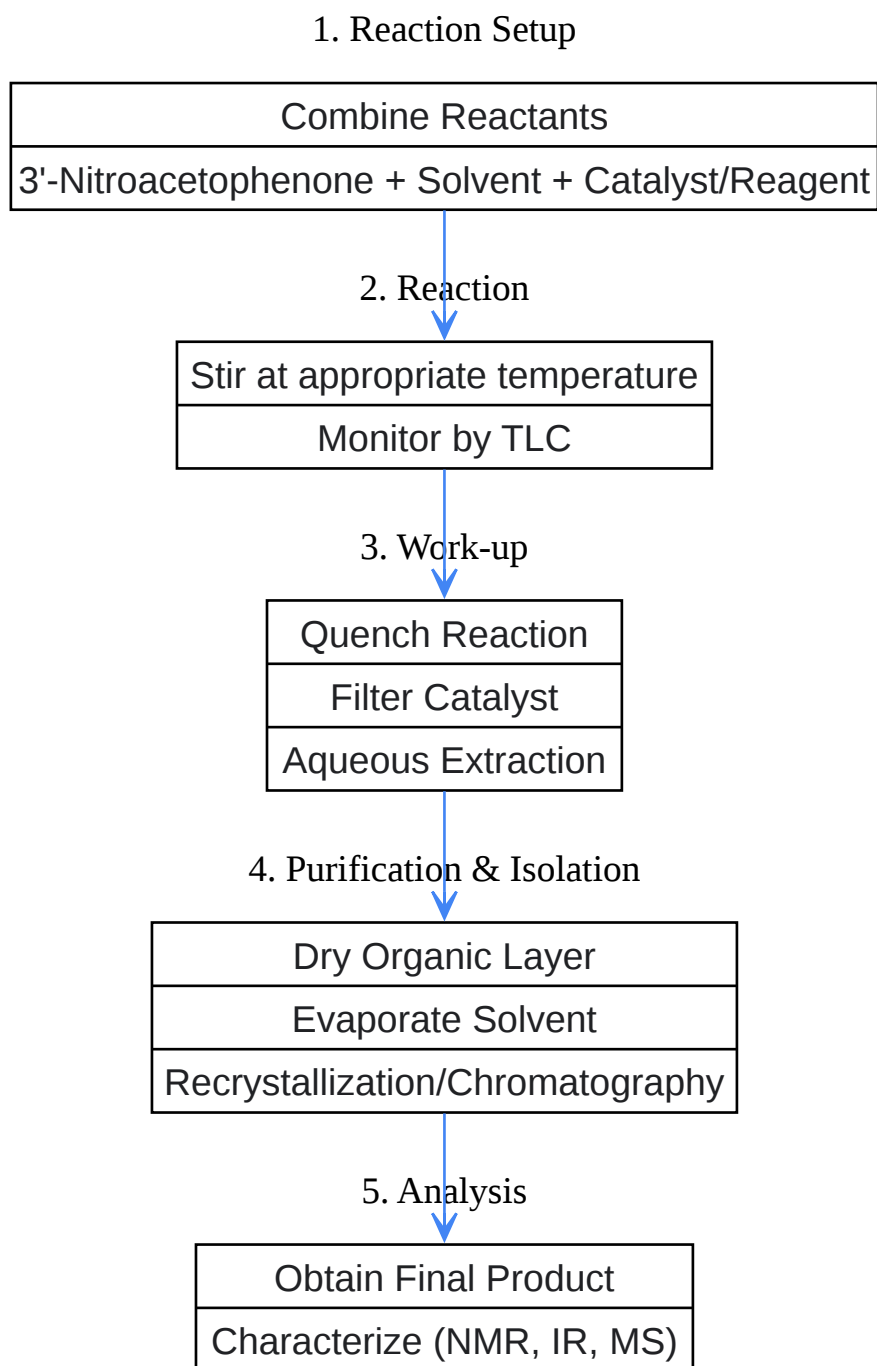 1. Reaction Setup
Combine Reactants
3'-Nitroacetophenone + Solvent + Catalyst/Reagent
2. Reaction
Stir at appropriate temperature
Monitor by TLC
3. Work-up
Quench Reaction
Filter Catalyst
Aqueous Extraction
4. Purification & Isolation
Dry Organic Layer
Evaporate Solvent
Recrystallization/Chromatography
5. Analysis
Obtain Final Product
Characterize (NMR, IR, MS)